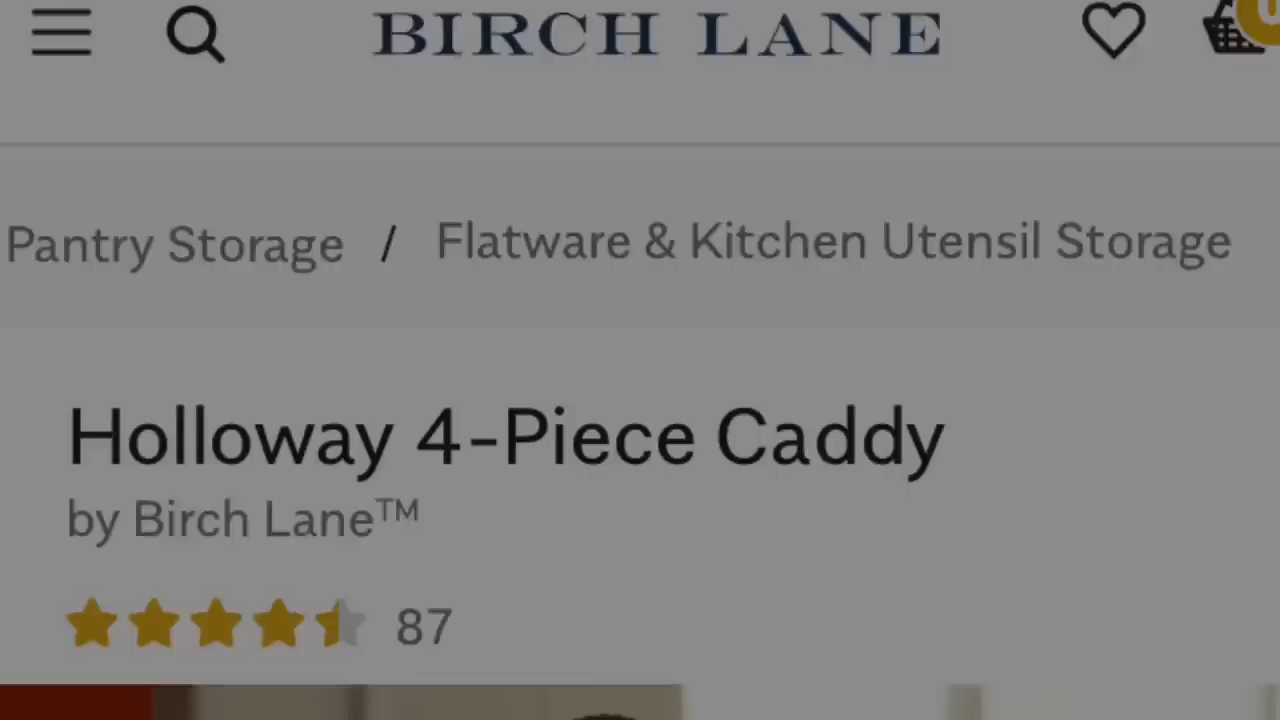 BIRCH LANE
Pantry Storage / Flatware & Kitchen Utensil Storage
Holloway 4-Piece Caddy
by Birch Lane™
87